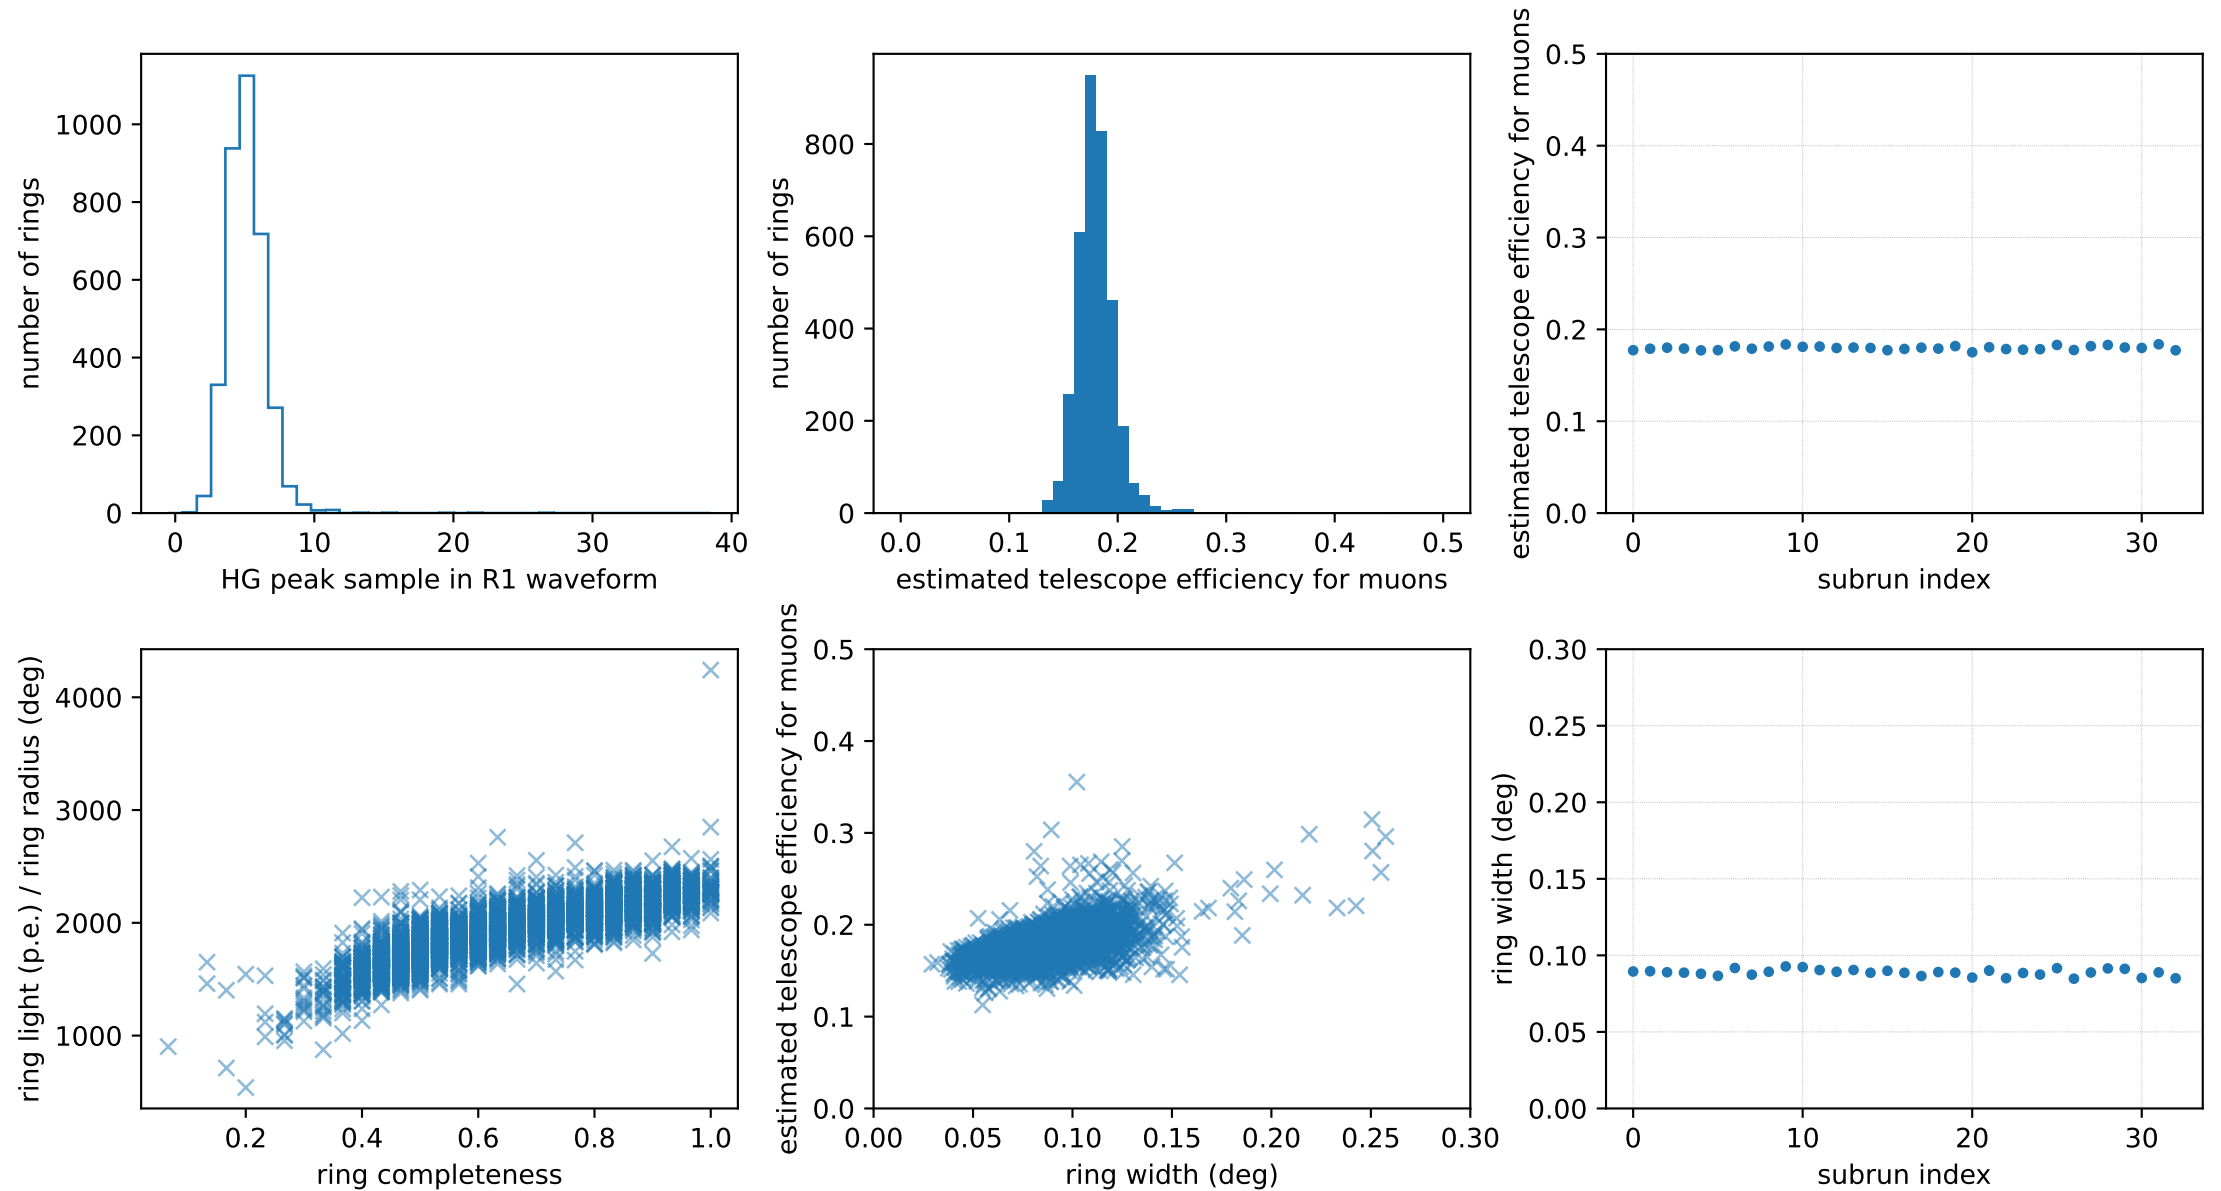 number of rings
1000
800
600
400
200
0
0 10 20 30 40
HG peak sample in R1 waveform
number of rings
800
600
400
200
0
0.0 0.1 0.2 0.3 0.4 0.5
estimated telescope efficiency for muons
estimated telescope efficiency for muons
0.5
0.4
0.3
0.2
0.1
0.0
0 10 20 30
subrun index
ring light (p.e.) / ring radius (deg)
4000
3000
2000
1000
0.2 0.4 0.6 0.8 1.0
ring completeness
estimated telescope efficiency for muons
0.5
0.4
0.3
0.2
0.1
0.0
0.00 0.05 0.10 0.15 0.20 0.25 0.30
ring width (deg)
ring width (deg)
0.30
0.25
0.20
0.15
0.10
0.05
0.00
0 10 20 30
subrun index